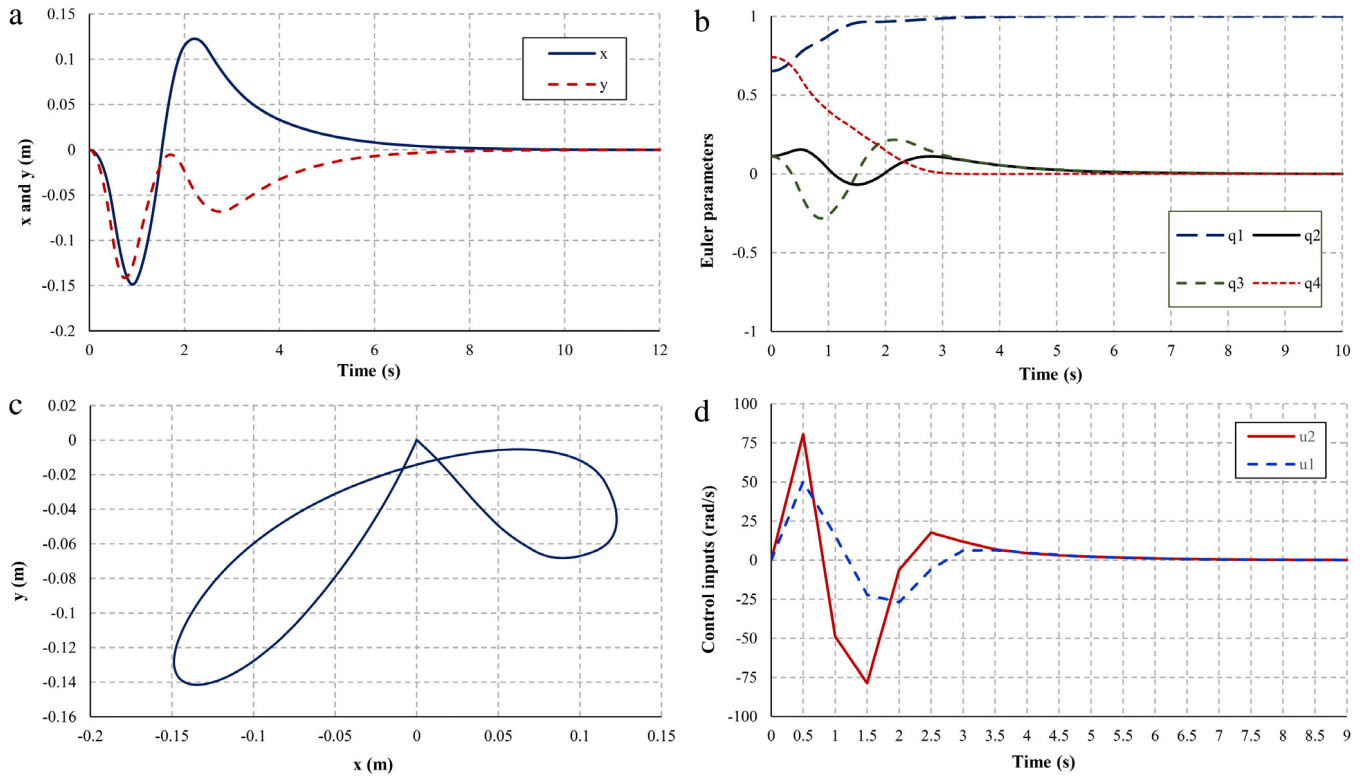 a
0.15
0.1
0.05
0
-0.05
-0.1
-0.15
-0.2
x and y (m)
x
y
0 2 4 6 8 10 12
Time (s)
b
1
0.5
0
-0.5
-1
Euler parameters
q1 q2
q3 q4
0 1 2 3 4 5 6 7 8 9 10
Time (s)
c
0.02
0
-0.02
-0.04
-0.06
-0.08
-0.1
-0.12
-0.14
-0.16
y (m)
-0.2 -0.15 -0.1 -0.05 0 0.05 0.1 0.15
x (m)
d
100
75
50
25
0
-25
-50
-75
-100
Control inputs (rad/s)
u2
u1
0 0.5 1 1.5 2 2.5 3 3.5 4 4.5 5 5.5 6 6.5 7 7.5 8 8.5 9
Time (s)